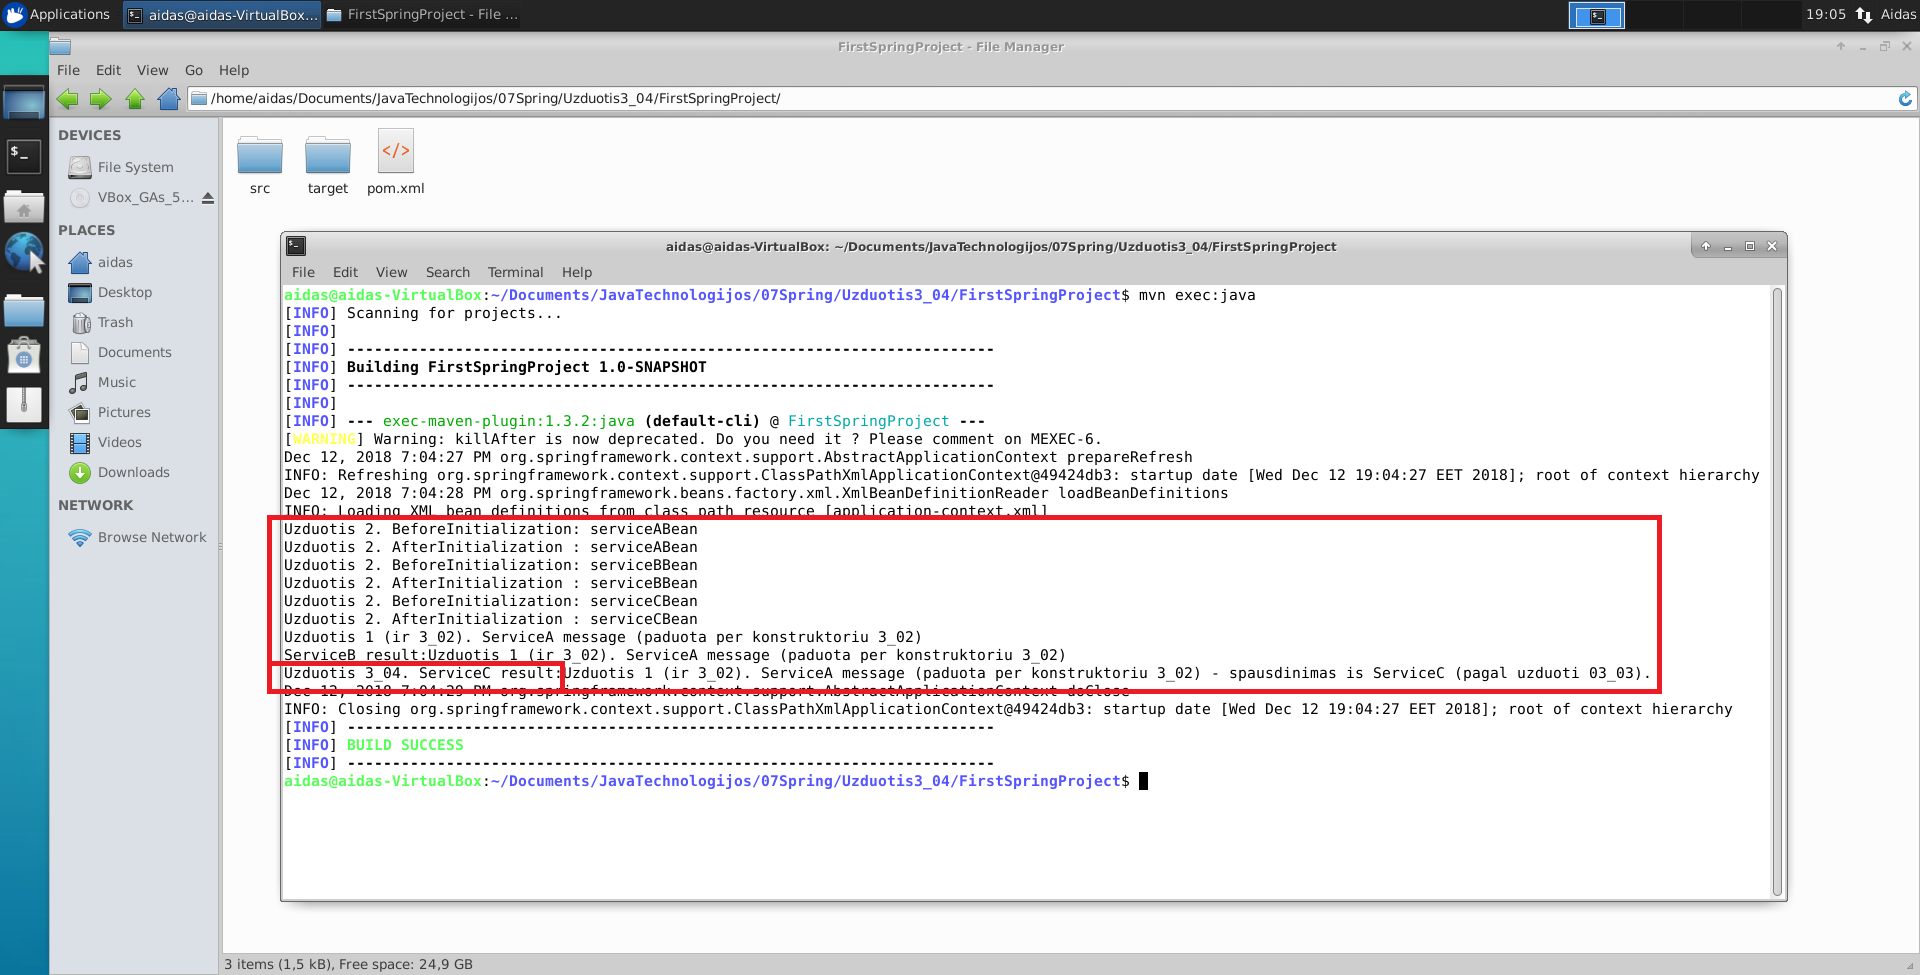 Applications aidas@aidas-VirtualBox... FirstSpringProject - File ... 19:05 Aidas
FirstSpringProject - File Manager
File Edit View Go Help
/home/aidas/Documents/JavaTechnologijos/07Spring/Uzduotis3_04/FirstSpringProject/
DEVICES
File System
VBox_GAs_5...
PLACES
aidas
Desktop
Trash
Documents
Music
Pictures
Videos
Downloads
NETWORK
Browse Network
src target pom.xml
aidas@aidas-VirtualBox: ~/Documents/JavaTechnologijos/07Spring/Uzduotis3_04/FirstSpringProject
File Edit View Search Terminal Help
aidas@aidas-VirtualBox:~/Documents/JavaTechnologijos/07Spring/Uzduotis3_04/FirstSpringProject$ mvn exec:java
[INFO] Scanning for projects...
[INFO]
[INFO] ------------------------------------------------------------------------
[INFO] Building FirstSpringProject 1.0-SNAPSHOT
[INFO] ------------------------------------------------------------------------
[INFO]
[INFO] --- exec-maven-plugin:1.3.2:java (default-cli) @ FirstSpringProject ---
[WARNING] Warning: killAfter is now deprecated. Do you need it ? Please comment on MEXEC-6.
Dec 12, 2018 7:04:27 PM org.springframework.context.support.AbstractApplicationContext prepareRefresh
INFO: Refreshing org.springframework.context.support.ClassPathXmlApplicationContext@49424db3: startup date [Wed Dec 12 19:04:27 EET 2018]; root of context hierarchy
Dec 12, 2018 7:04:28 PM org.springframework.beans.factory.xml.XmlBeanDefinitionReader loadBeanDefinitions
INFO: Loading XML bean definitions from class path resource [application-context.xml]
Uzduotis 2. BeforeInitialization: serviceABean
Uzduotis 2. AfterInitialization : serviceABean
Uzduotis 2. BeforeInitialization: serviceBBean
Uzduotis 2. AfterInitialization : serviceBBean
Uzduotis 2. BeforeInitialization: serviceCBean
Uzduotis 2. AfterInitialization : serviceCBean
Uzduotis 1 (ir 3_02). ServiceA message (paduota per konstruktoriu 3_02)
ServiceB result:Uzduotis 1 (ir 3_02). ServiceA message (paduota per konstruktoriu 3_02)
Uzduotis 3_04. ServiceC result:Uzduotis 1 (ir 3_02). ServiceA message (paduota per konstruktoriu 3_02) - spausdinimas is ServiceC (pagal uzduoti 03_03).
Dec 12, 2018 7:04:29 PM org.springframework.context.support.AbstractApplicationContext doClose
INFO: Closing org.springframework.context.support.ClassPathXmlApplicationContext@49424db3: startup date [Wed Dec 12 19:04:27 EET 2018]; root of context hierarchy
[INFO] ------------------------------------------------------------------------
[INFO] BUILD SUCCESS
[INFO] ------------------------------------------------------------------------
aidas@aidas-VirtualBox:~/Documents/JavaTechnologijos/07Spring/Uzduotis3_04/FirstSpringProject$
3 items (1,5 kB), Free space: 24,9 GB